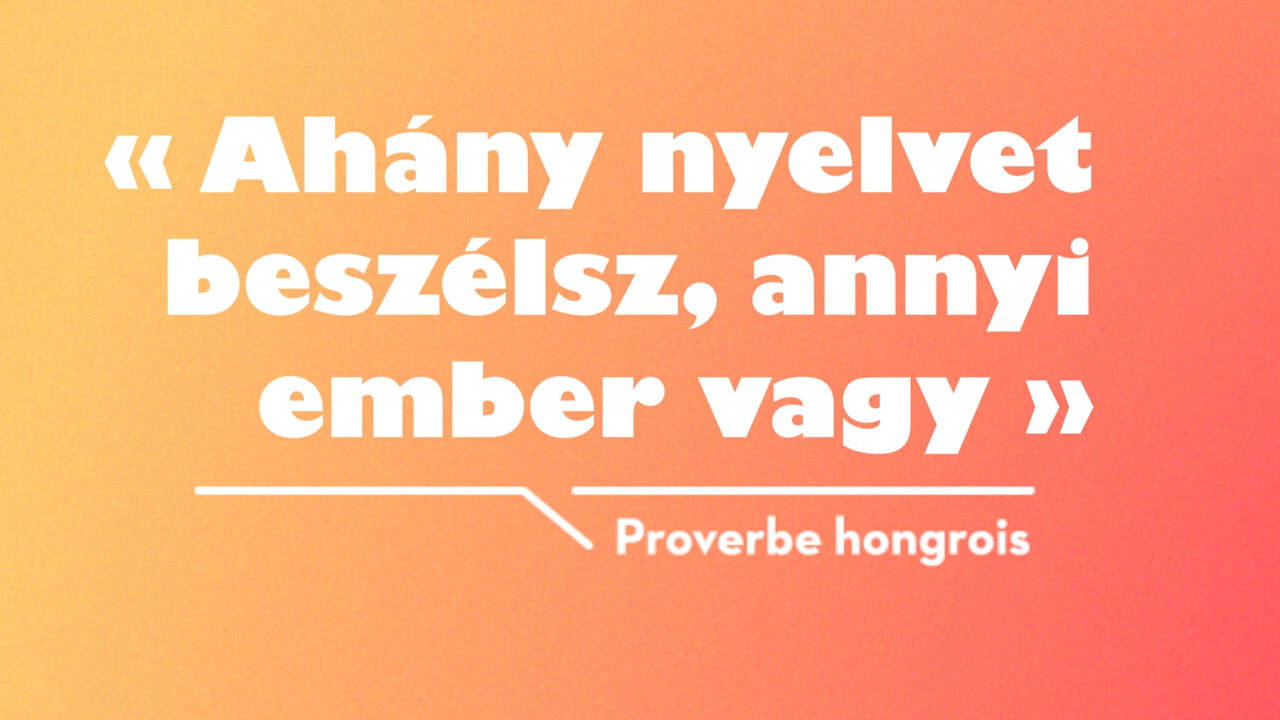 « Ahány nyelvet
beszélsz, annyi
ember vagy »
Proverbe hongrois